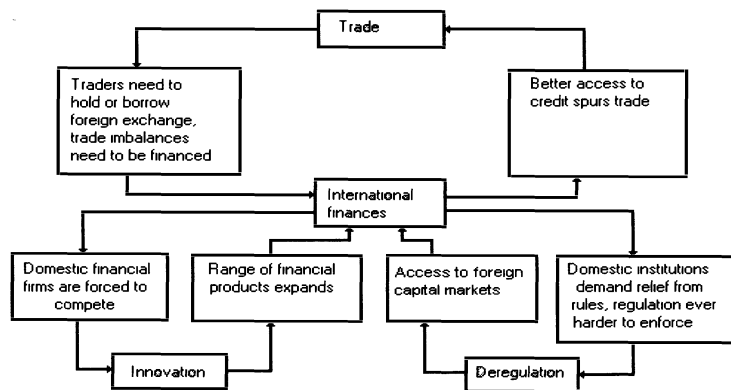 Trade
Traders need to
hold or borrow
foreign exchange,
trade imbalances
need to be financed
Better access to
credit spurs trade
International
finances
Domestic financial
firms are forced to
compete
Range of financial
products expands
Access to foreign
capital markets
Domestic institutions
demand relief from
rules, regulation ever
harder to enforce
Innovation
Deregulation